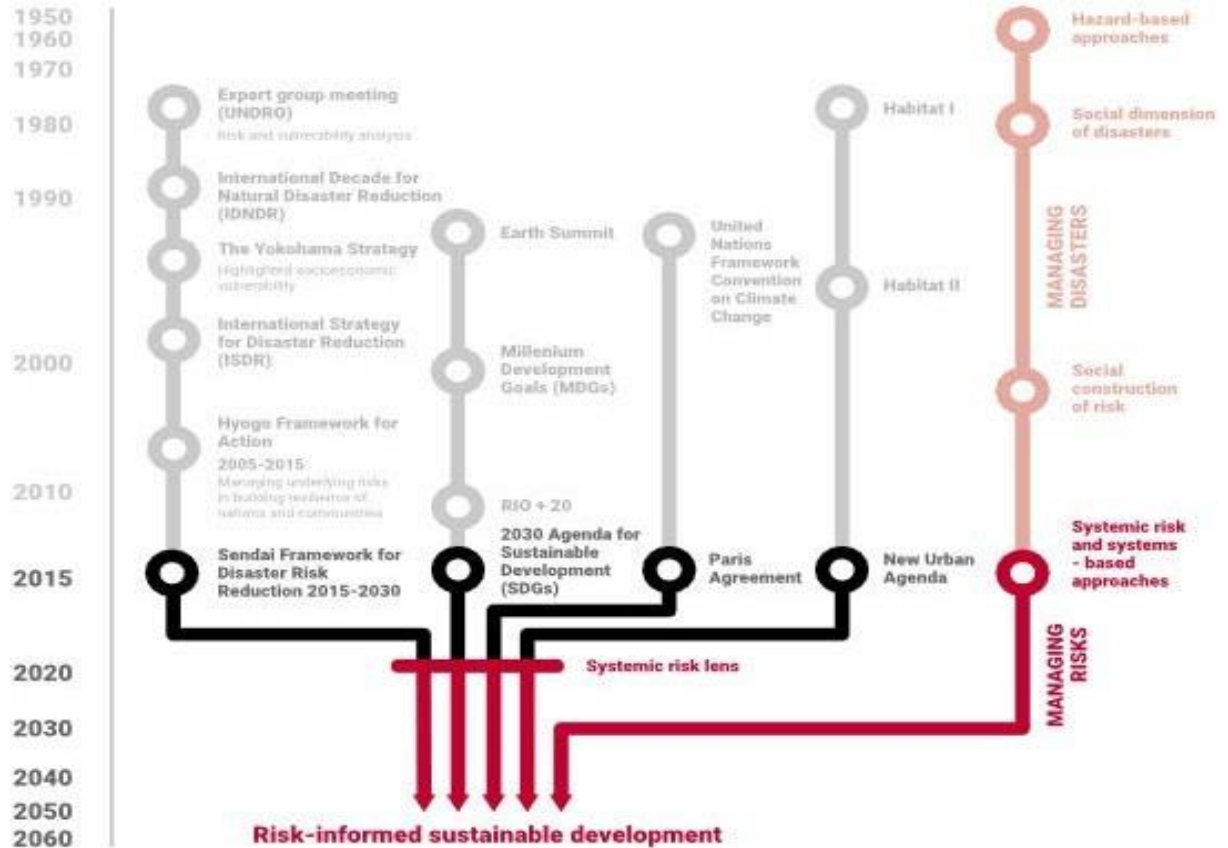 1950
1960
1970
1980
1990
2000
2010
2015
2020
2030
2040
2050
2060
Expert group meeting
(UNDRO)
Risk and vulnerability analysis
International Decade for
Natural Disaster Reduction
(IDNDR)
The Yokohama Strategy
Highlighted socioeconomic
vulnerability
International Strategy
for Disaster Reduction
(ISDR)
Hyogo Framework for
Action
2005-2015
Managing underlying risks
in building resilience of
nations and communities
Sendai Framework for
Disaster Risk
Reduction 2015-2030
Earth Summit
Millenium
Development
Goals (MDGs)
RIO + 20
2030 Agenda for
Sustainable
Development
(SDGs)
United
Nations
Framework
Convention
on Climate
Change
Paris
Agreement
Habitat I
Habitat II
New Urban
Agenda
Hazard-based
approaches
Social dimension
of disasters
MANAGING
DISASTERS
Social
construction
of risk
Systemic risk
and systems
- based
approaches
MANAGING
RISKS
Systemic risk lens
Risk-informed sustainable development